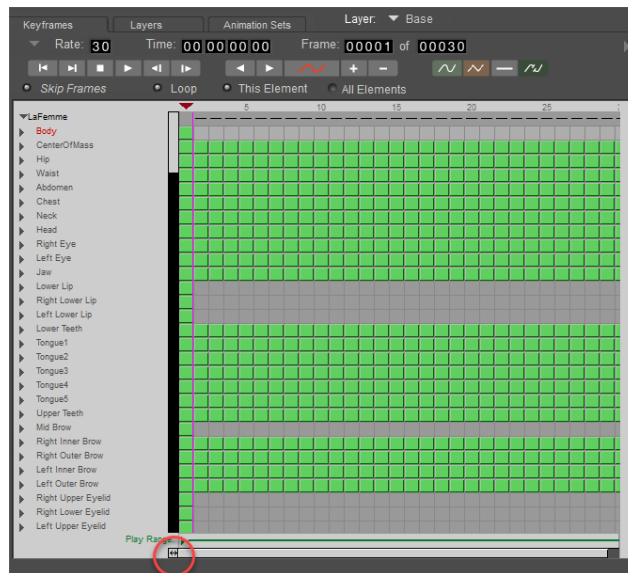 Layer: Base
Keyframes Layers Animation Sets
Rate: 30 Time: 00 00 00 00 Frame: 00001 of 00030
Skip Frames Loop This Element All Elements
5 10 15 20 25
LaFemme
Body
CenterOfMass
Hip
Waist
Abdomen
Chest
Neck
Head
Right Eye
Left Eye
Jaw
Lower Lip
Right Lower Lip
Left Lower Lip
Lower Teeth
Tongue1
Tongue2
Tongue3
Tongue4
Tongue5
Upper Teeth
Mid Brow
Right Inner Brow
Right Outer Brow
Left Inner Brow
Left Outer Brow
Right Upper Eyelid
Right Lower Eyelid
Left Upper Eyelid
Play Range: